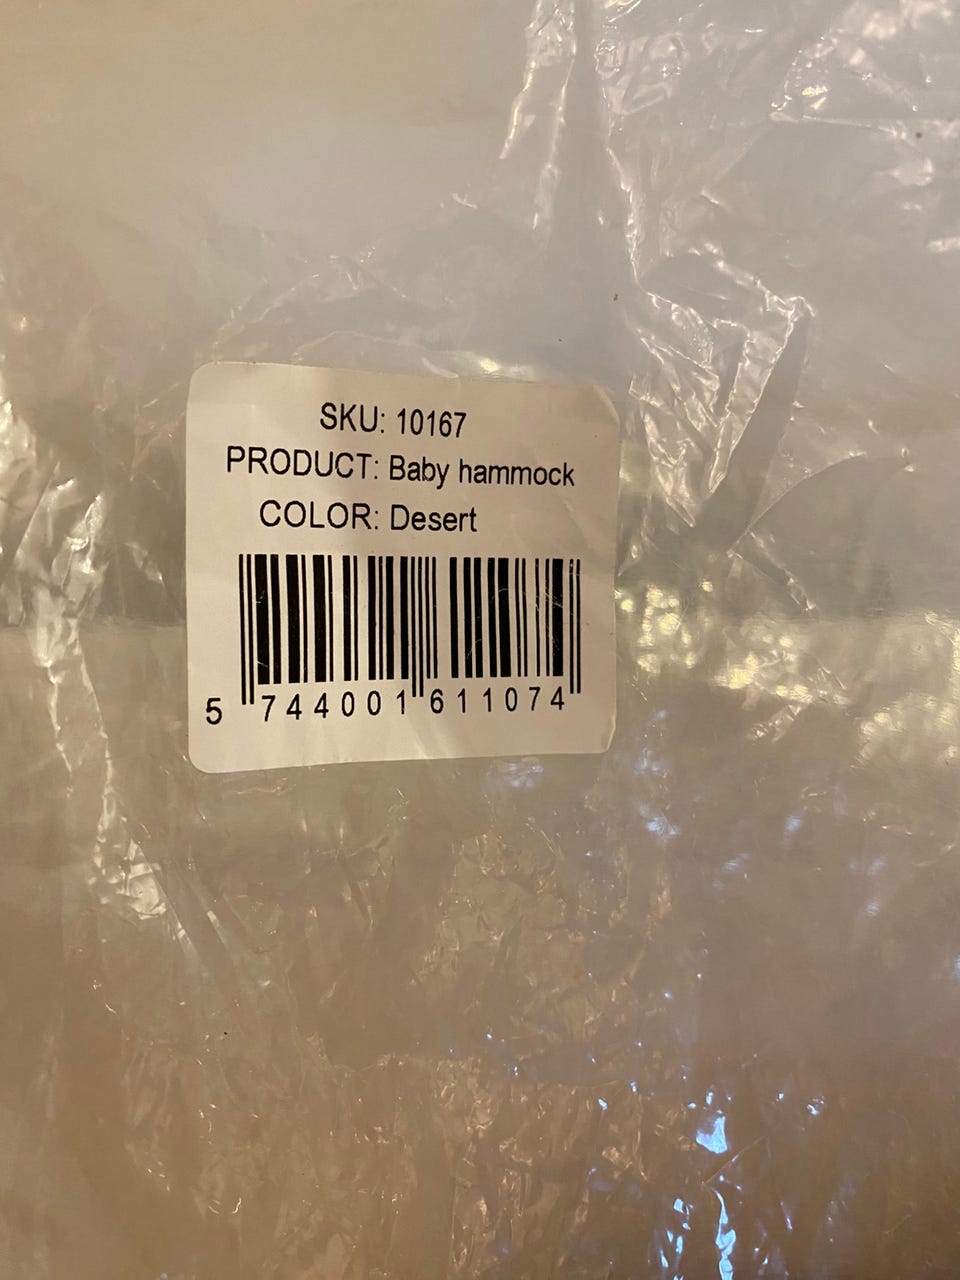 SKU: 10167
PRODUCT: Baby hammock
COLOR: Desert
5 744001 611074